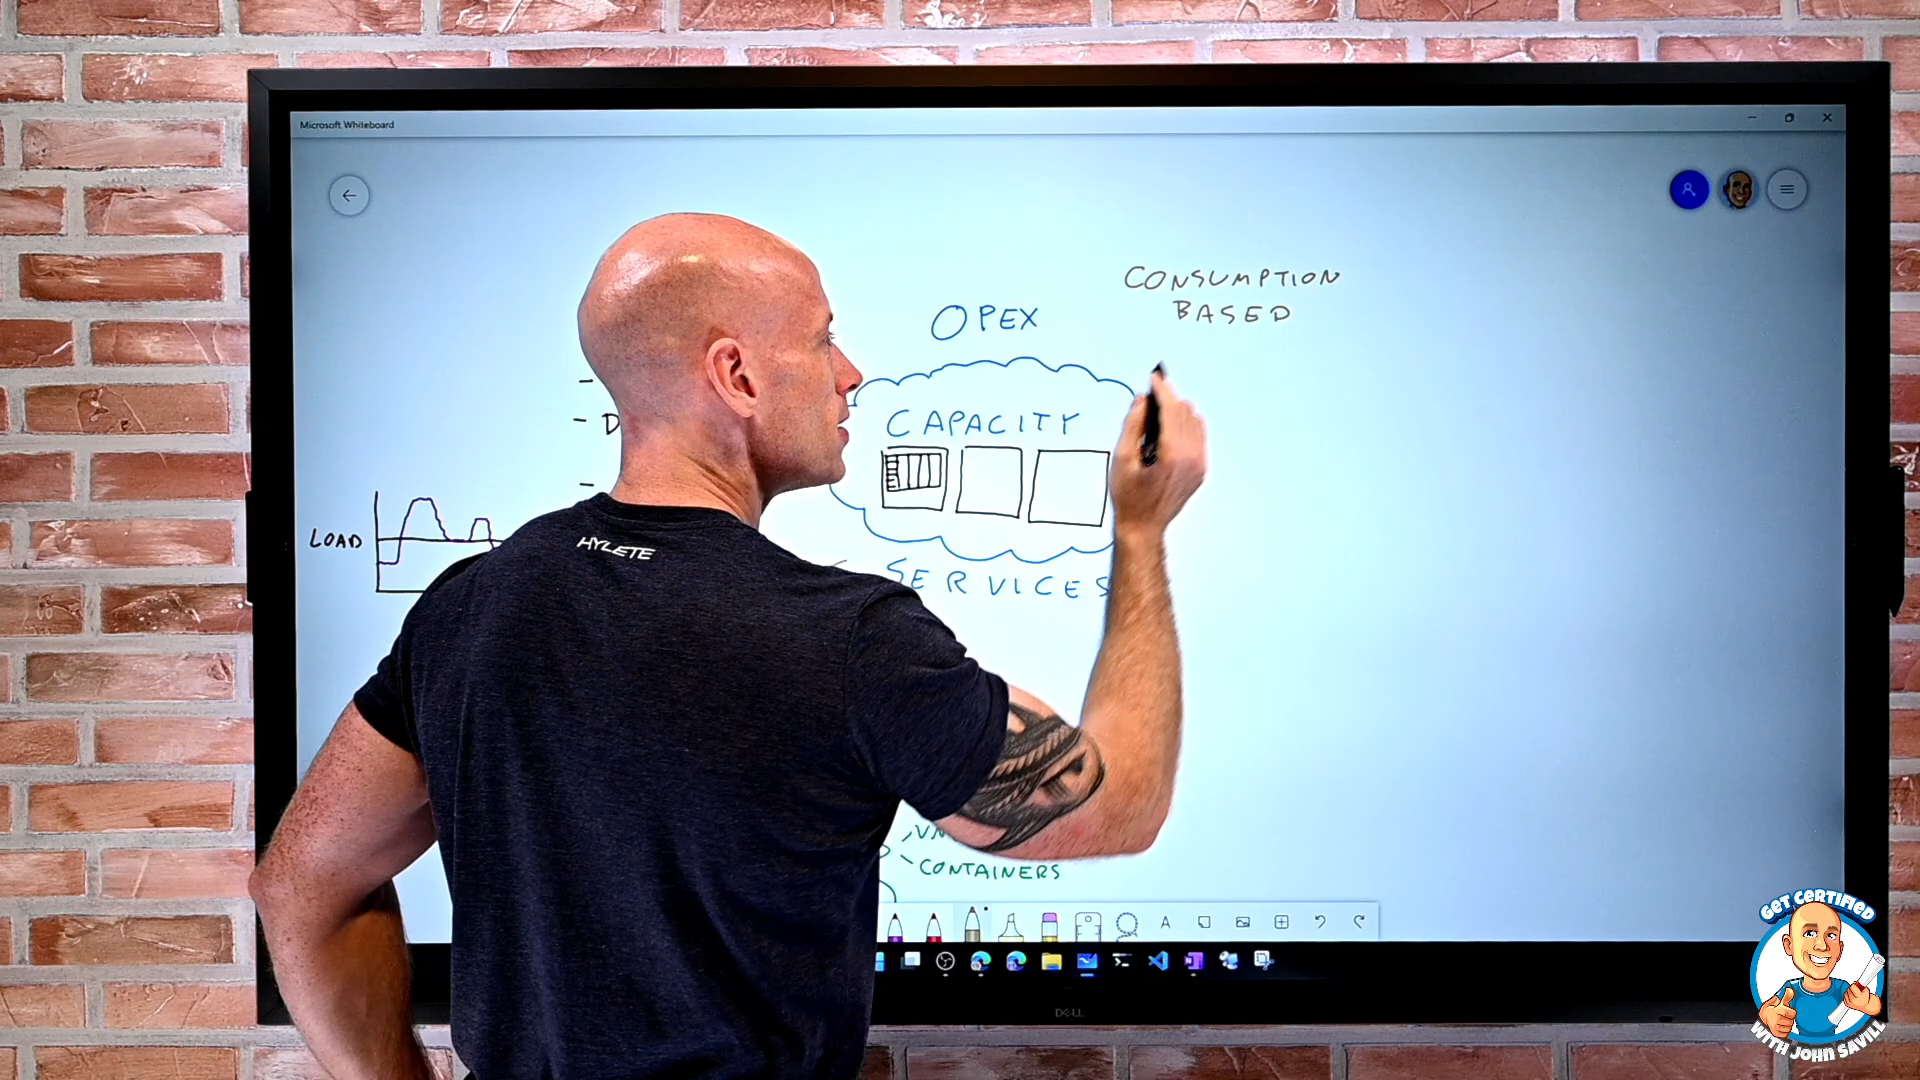 Microsoft Whiteboard
CONSUMPTION
BASED
OPEX
CAPACITY
LOAD
HYLETE
SERVICES
CONTAINERS
DELL
GET CERTIFIED
WITH JOHN SAVILL